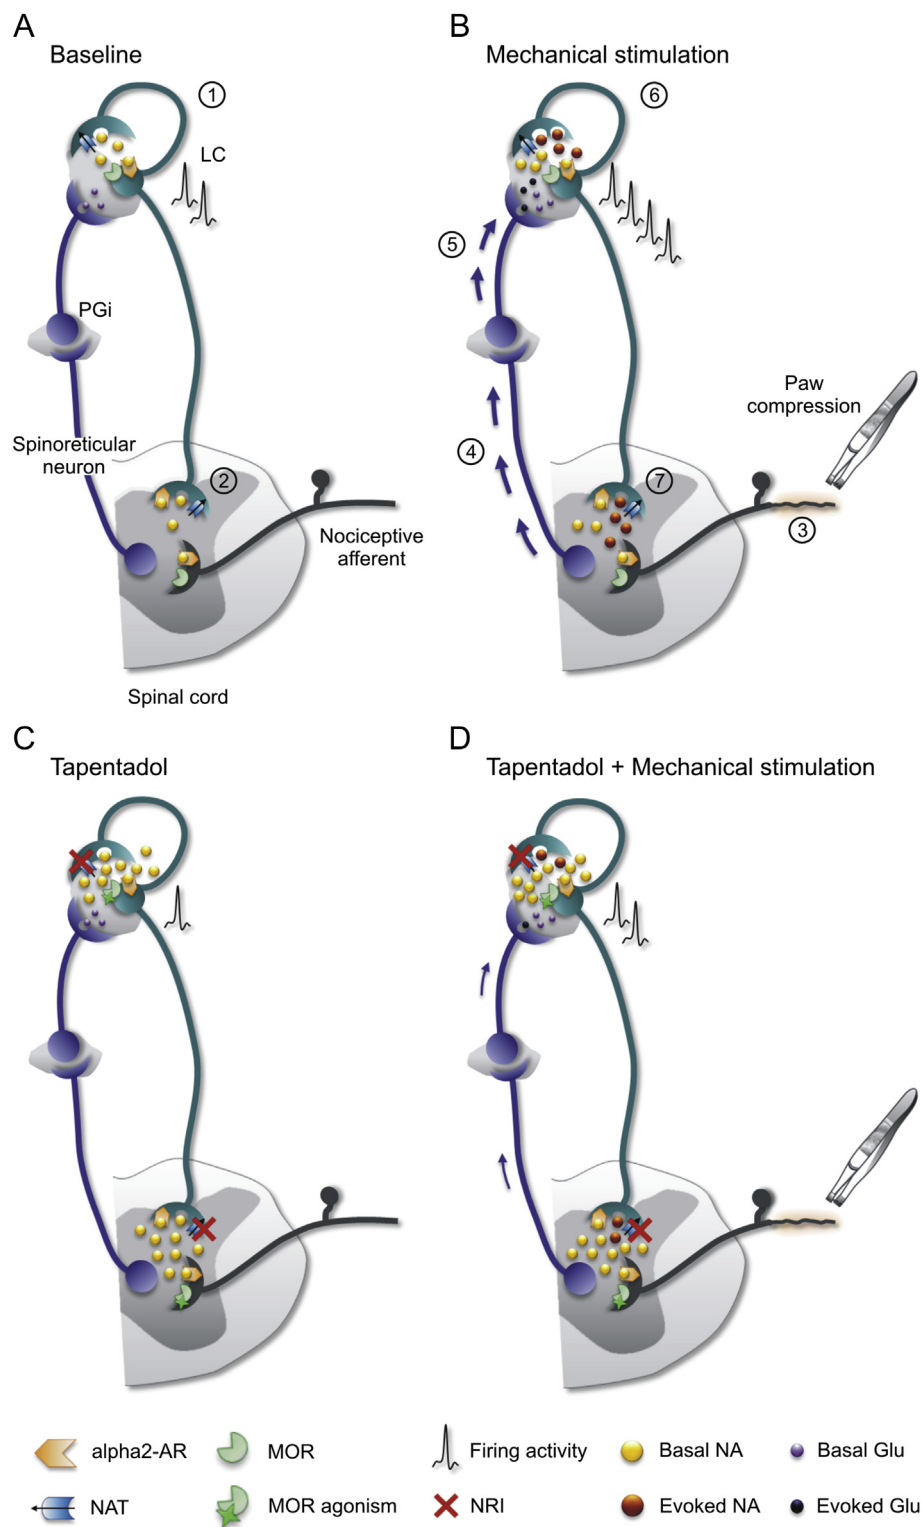 A
Baseline
①
LC
PGi
Spinoreticular
neuron
②
Nociceptive
afferent
Spinal cord
B
Mechanical stimulation
⑥
⑤
Paw
compression
④
⑦
③
C
Tapentadol
D
Tapentadol + Mechanical stimulation
alpha2-AR
MOR
Firing activity
Basal NA
Basal Glu
NAT
MOR agonism
NRI
Evoked NA
Evoked Glu